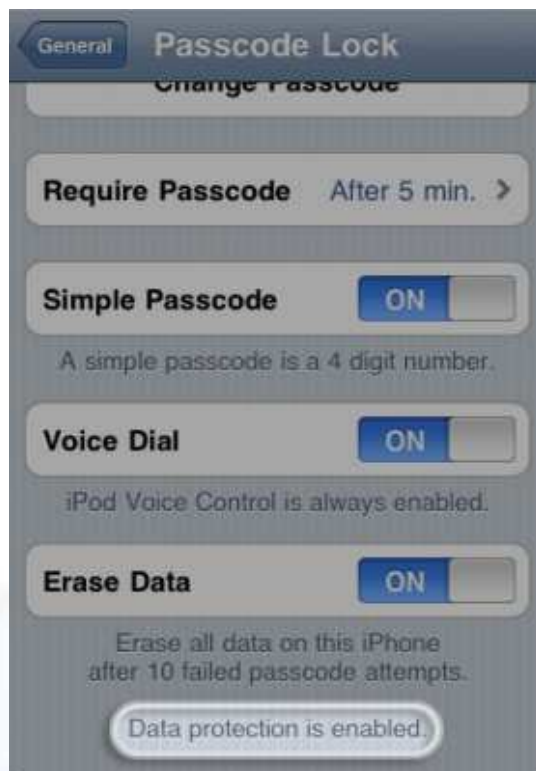 General
Passcode Lock
Change Passcode
Require Passcode After 5 min.
Simple Passcode ON
A simple passcode is a 4 digit number.
Voice Dial ON
iPod Voice Control is always enabled.
Erase Data ON
Erase all data on this iPhone
after 10 failed passcode attempts.
Data protection is enabled.